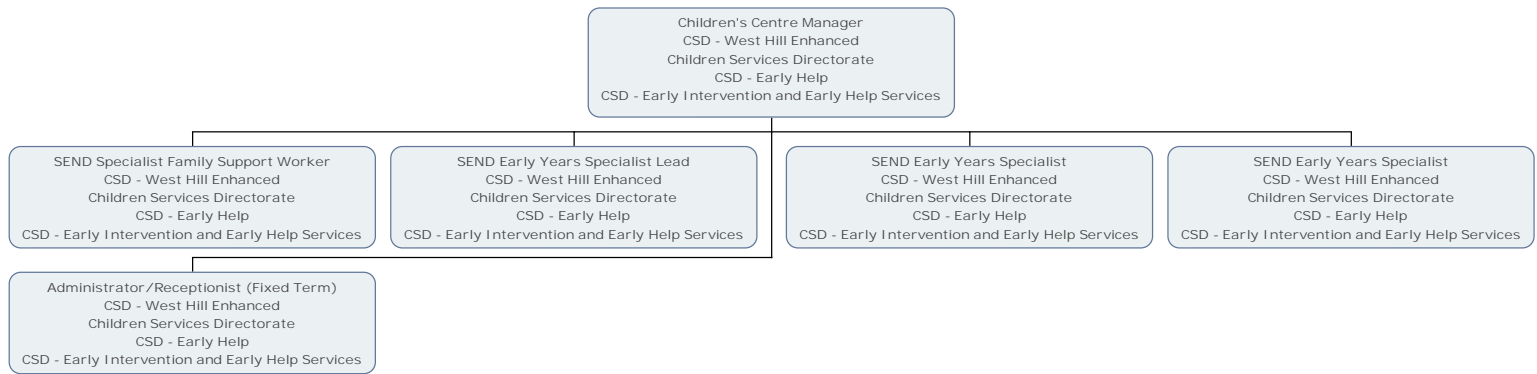 Children's Centre Manager
CSD - West Hill Enhanced
Children Services Directorate
CSD - Early Help
CSD - Early Intervention and Early Help Services
SEND Specialist Family Support Worker
CSD - West Hill Enhanced
Children Services Directorate
CSD - Early Help
CSD - Early Intervention and Early Help Services
SEND Early Years Specialist Lead
CSD - West Hill Enhanced
Children Services Directorate
CSD - Early Help
CSD - Early Intervention and Early Help Services
SEND Early Years Specialist
CSD - West Hill Enhanced
Children Services Directorate
CSD - Early Help
CSD - Early Intervention and Early Help Services
SEND Early Years Specialist
CSD - West Hill Enhanced
Children Services Directorate
CSD - Early Help
CSD - Early Intervention and Early Help Services
Administrator/Receptionist (Fixed Term)
CSD - West Hill Enhanced
Children Services Directorate
CSD - Early Help
CSD - Early Intervention and Early Help Services